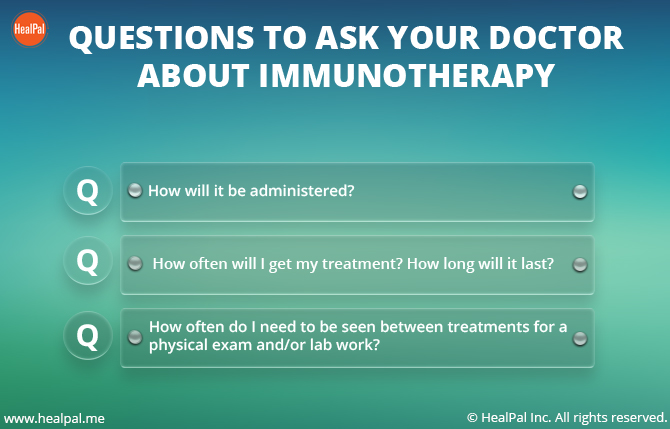 HealPal
QUESTIONS TO ASK YOUR DOCTOR
ABOUT IMMUNOTHERAPY
Q
How will it be administered?
Q
How often will I get my treatment? How long will it last?
Q
How often do I need to be seen between treatments for a
physical exam and/or lab work?
www.healpal.me
© HealPal Inc. All rights reserved.